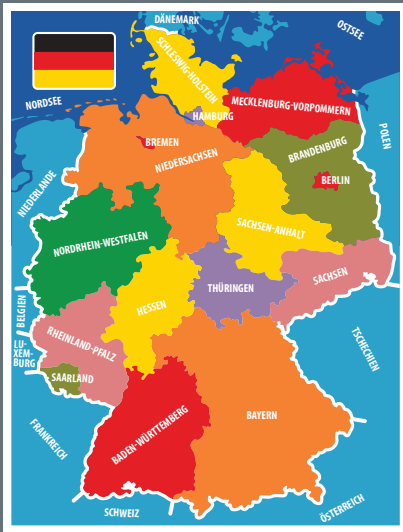 DÄNEMARK
OSTSEE
SCHLESWIG-HOLSTEIN
NORDSEE
MECKLENBURG-VORPOMMERN
HAMBURG
POLEN
BREMEN
BRANDENBURG
NIEDERSACHSEN
BERLIN
NIEDERLANDE
SACHSEN-ANHALT
NORDRHEIN-WESTFALEN
SACHSEN
THÜRINGEN
HESSEN
BELGIEN
RHEINLAND-PFALZ
LU-
XEM-
BURG
TSCHECHIEN
SAARLAND
BADEN-WÜRTTEMBERG
BAYERN
FRANKREICH
SCHWEIZ
ÖSTERREICH